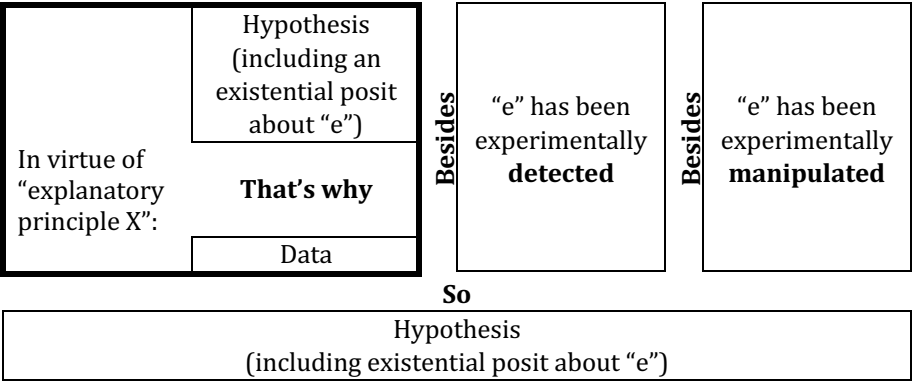 Hypothesis
(including an
existential posit
about “e”)
In virtue of
“explanatory
principle X”:
That’s why
Data
Besides
“e” has been
experimentally
detected
Besides
“e” has been
experimentally
manipulated
So
Hypothesis
(including existential posit about “e”)